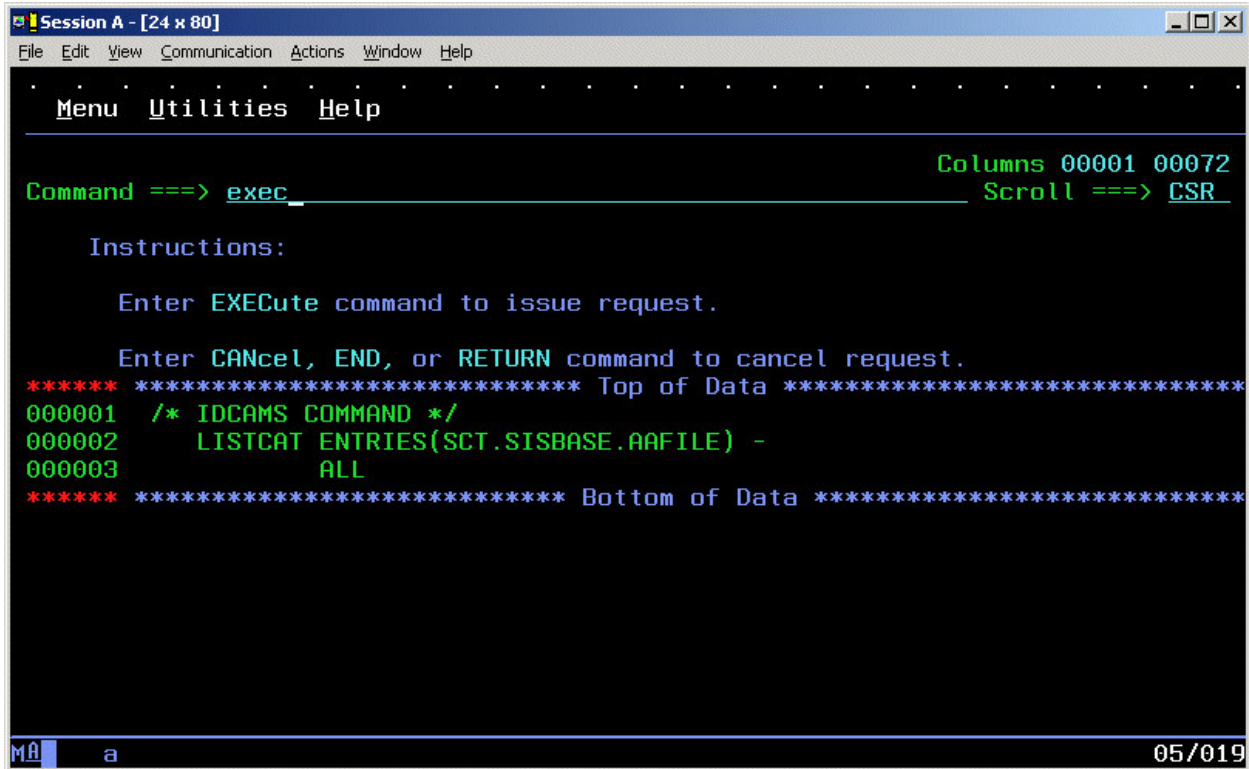 Session A - [24 x 80]
File Edit View Communication Actions Window Help
. . . . . . . . . . . . . . . . . . . . . . . . . . .
Menu Utilities Help
Columns 00001 00072
Command ===> exec_ Scroll ===> CSR
Instructions:
Enter EXECute command to issue request.
Enter CANcel, END, or RETURN command to cancel request.
****** ***************************** Top of Data ******************************
000001 /* IDCAMS COMMAND */
000002 LISTCAT ENTRIES(SCT.SISBASE.AAFILE) -
000003 ALL
****** **************************** Bottom of Data ****************************
MA a 05/019